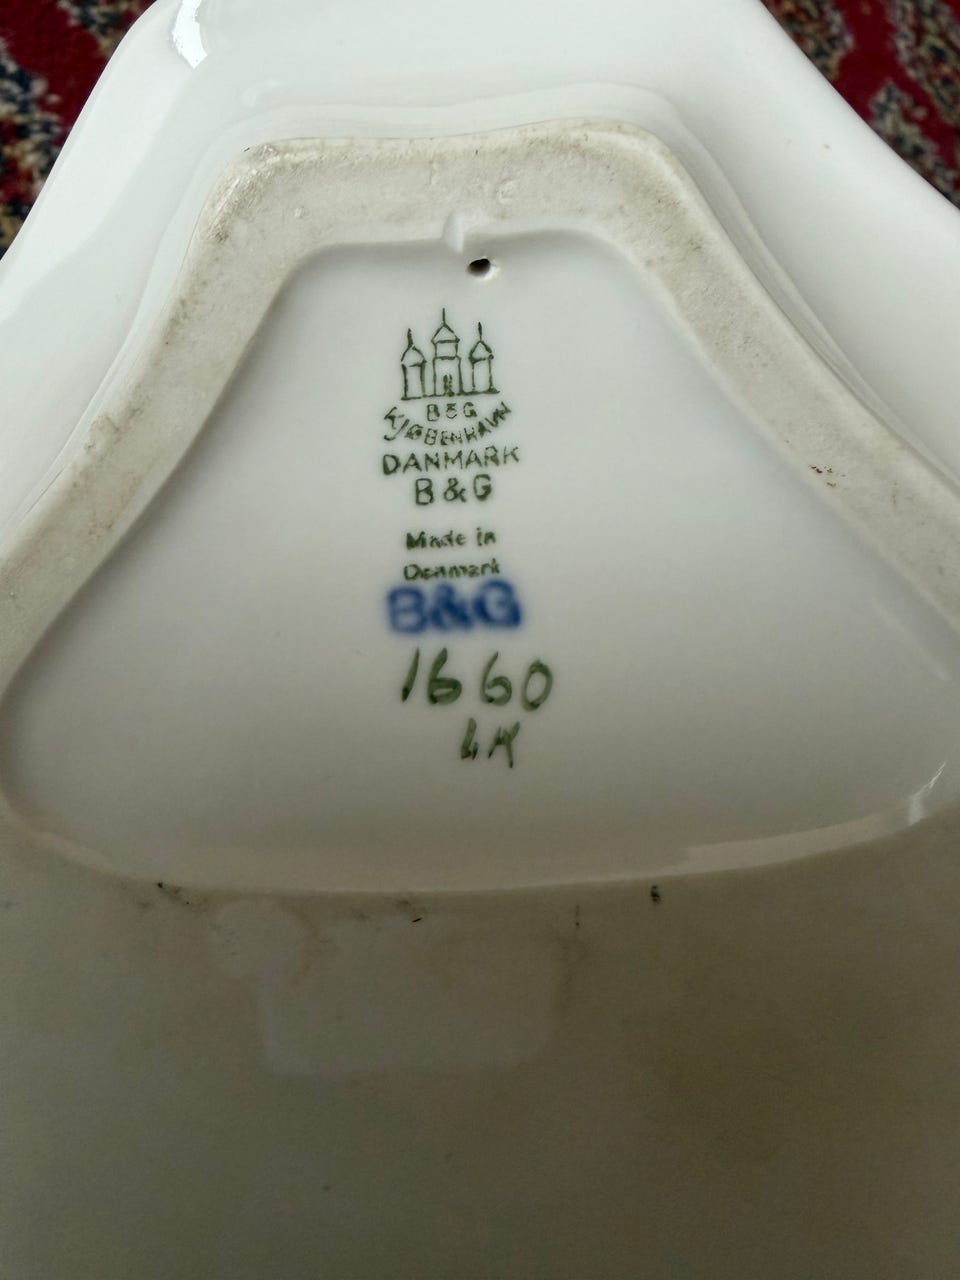 B&G
KJØBENHAVN
DANMARK
B&G
Made in
Denmark
B&G
1660